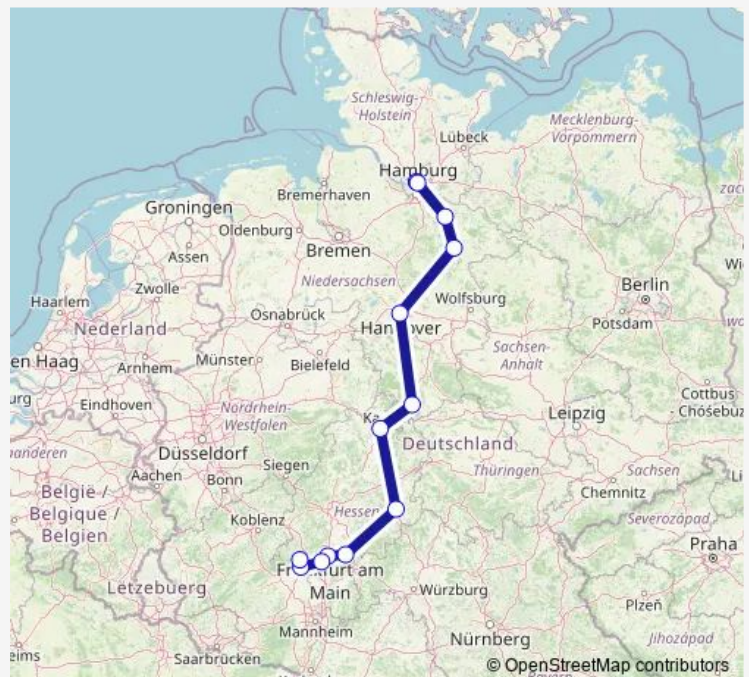 Schleswig-
Holstein
Mecklenburg-
Vorpommern
Lübeck
Hamburg
Bremerhaven
Groningen
Oldenburg
Bremen
Assen
Zwolle
Niedersachsen
Berlin
Haarlem
Wolfsburg
Osnabrück
Potsdam
Nederland
Hannover
en Haag
Arnhem
Münster
Bielefeld
Sachsen-
Anhalt
Eindhoven
Nordrhein-
Westfalen
Leipzig
Cottbus
- Chóśebuz
Düsseldorf
Deutschland
Aachen
Siegen
Bonn
Thüringen
Sachsen
België /
Belgique /
Belgien
Chemnitz
Koblenz
Hessen
Severozápad
Praha
Frankfurt am
Main
Letzebuerg
Würzburg
Plzeň
Mannheim
Nürnberg
Jihozápad
Saarbrücken
© OpenStreetMap contributors